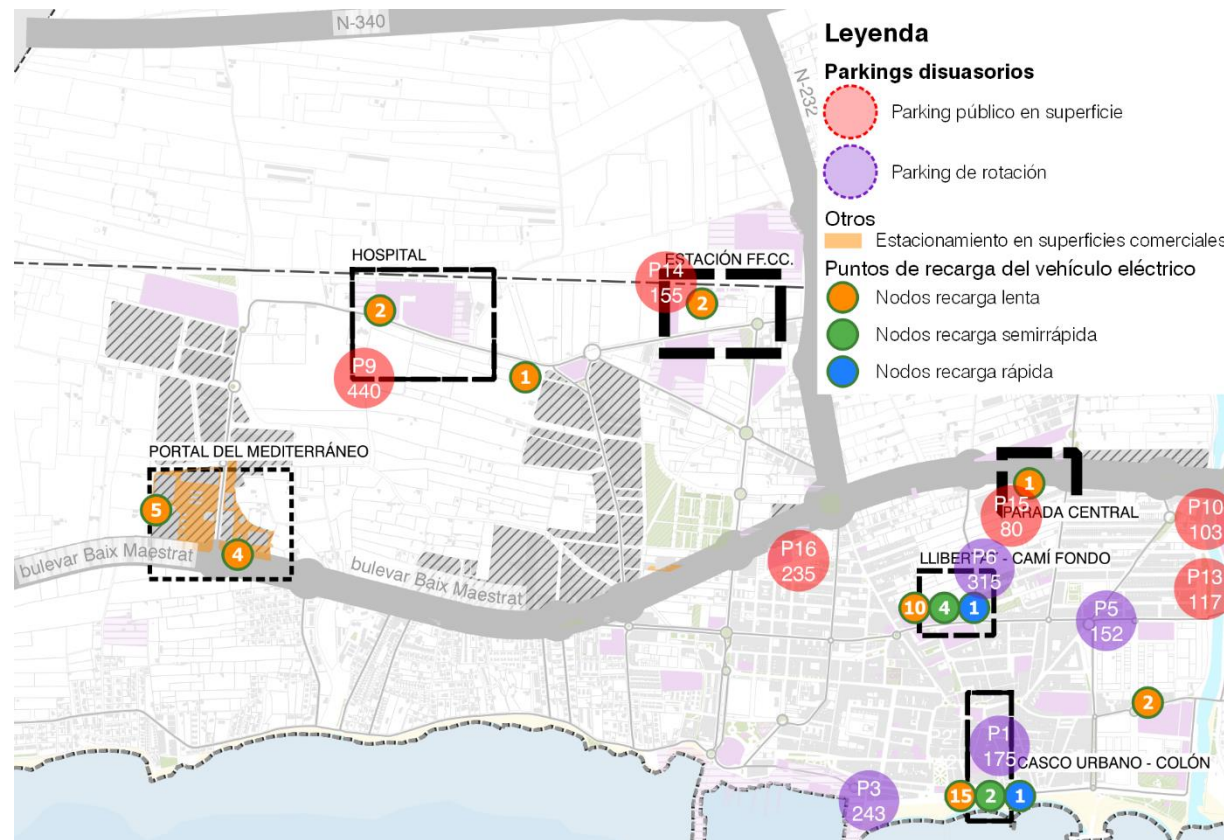 N-340
N-232
Leyenda
Parkings disuasorios
Parking público en superficie
Parking de rotación
Otros
Estacionamiento en superficies comerciales
Puntos de recarga del vehículo eléctrico
Nodos recarga lenta
Nodos recarga semirrápida
Nodos recarga rápida
HOSPITAL
2
P9
440
1
ESTACIÓN FF.CC.
P14
155
2
PORTAL DEL MEDITERRÁNEO
5
4
bulevar Baix Maestrat
bulevar Baix Maestrat
P16
235
1
P15
80
PARADA CENTRAL
P10
103
P13
117
LLIBERTAT - CAMÍ FONDO
P6
315
10
4
1
P5
152
2
P1
175
CASCO URBANO - COLÓN
15
2
1
P3
243